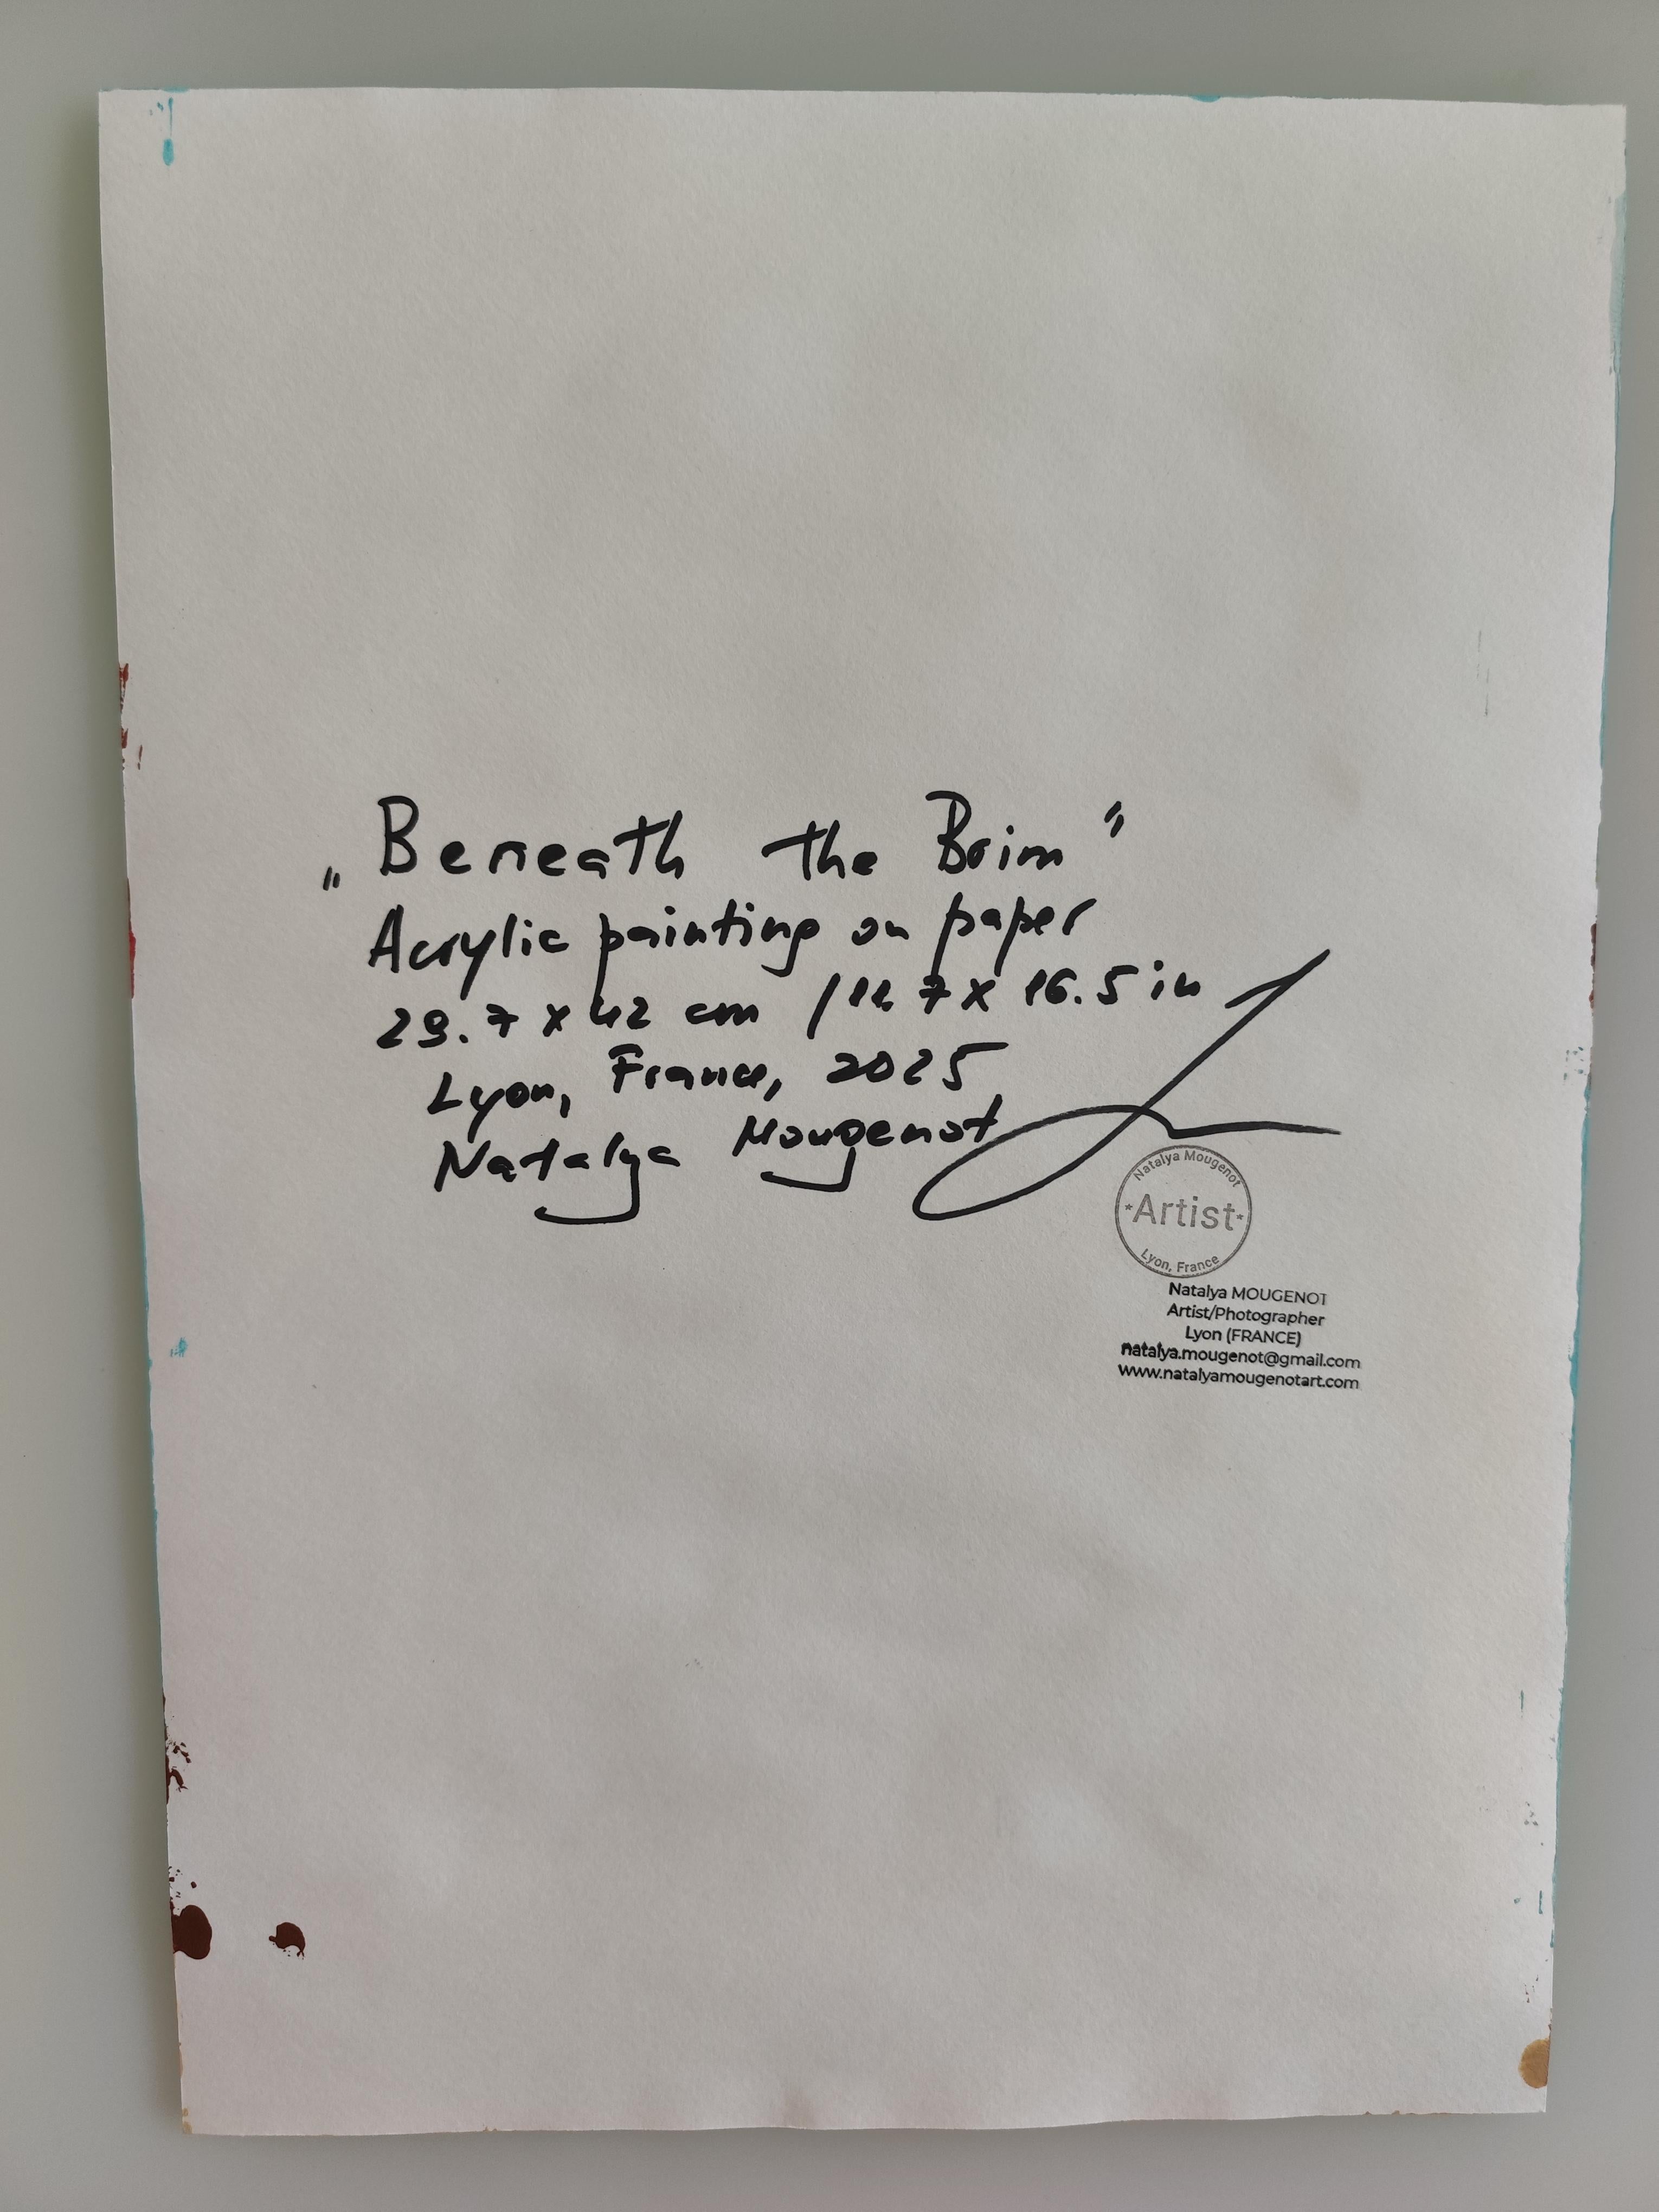 „Beneath the Brim"
Acrylic painting on paper
29.7 x 42 cm / 11.7 x 16.5 in
Lyon, France, 2025
Natalya Mougenot
Natalya Mougenot
Artist
Lyon, France
Natalya MOUGENOT
Artist/Photographer
Lyon (FRANCE)
natalya.mougenot@gmail.com
www.natalyamougenotart.com